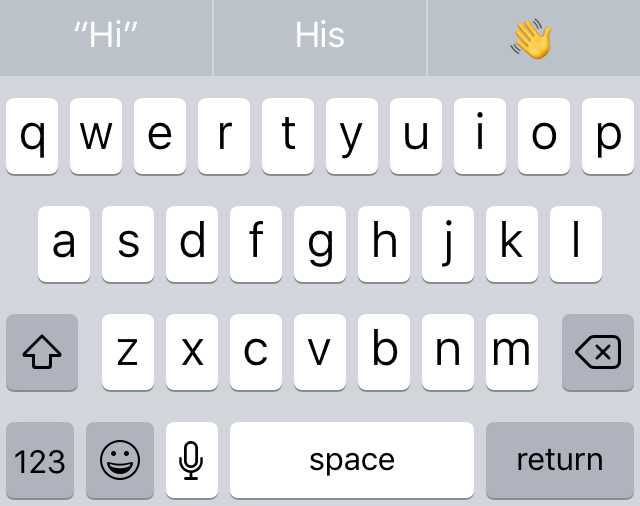 “Hi” His 👋
q w e r t y u i o p
a s d f g h j k l
z x c v b n m
123 space return